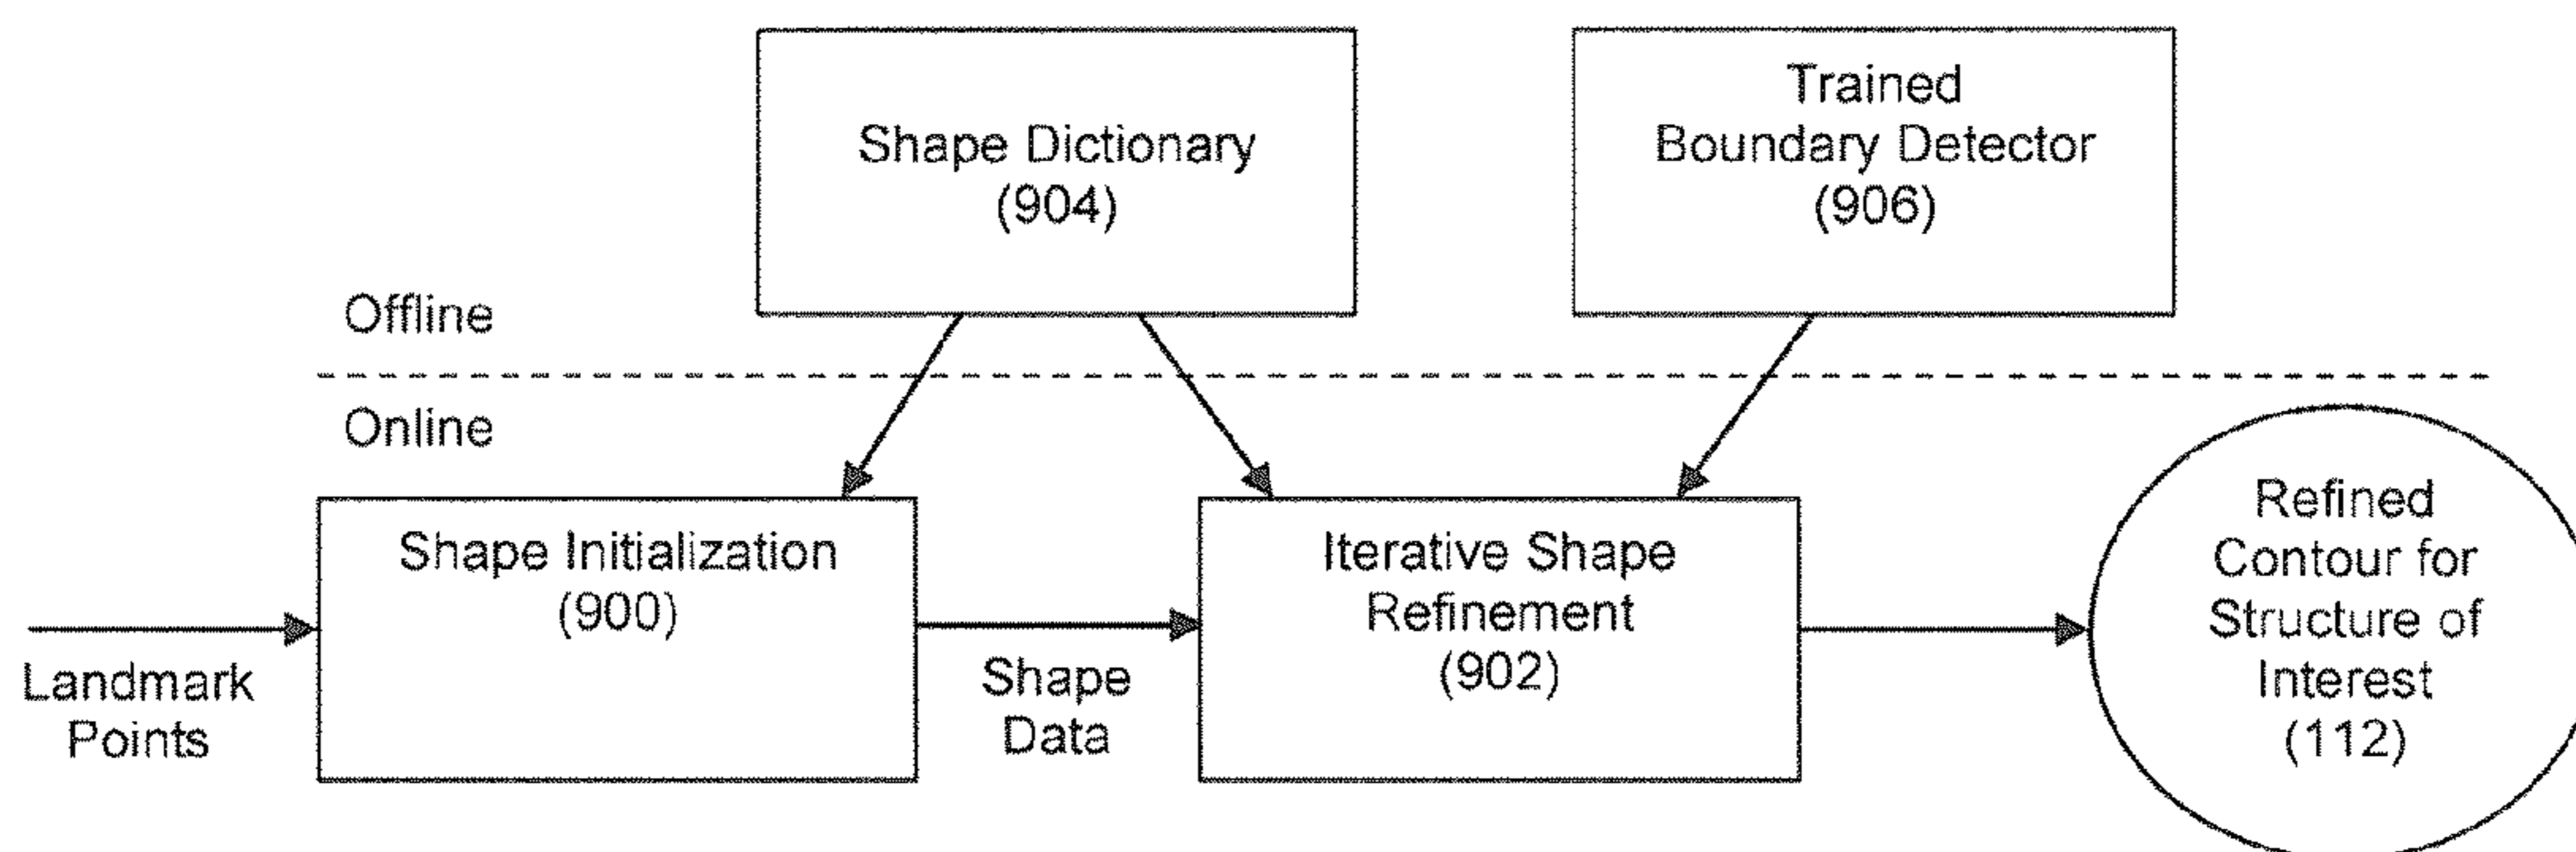 Shape Dictionary
(904)
Trained
Boundary Detector
(906)
Offline
Online
Landmark
Points
Shape Initialization
(900)
Shape
Data
Iterative Shape
Refinement
(902)
Refined
Contour for
Structure of
Interest
(112)